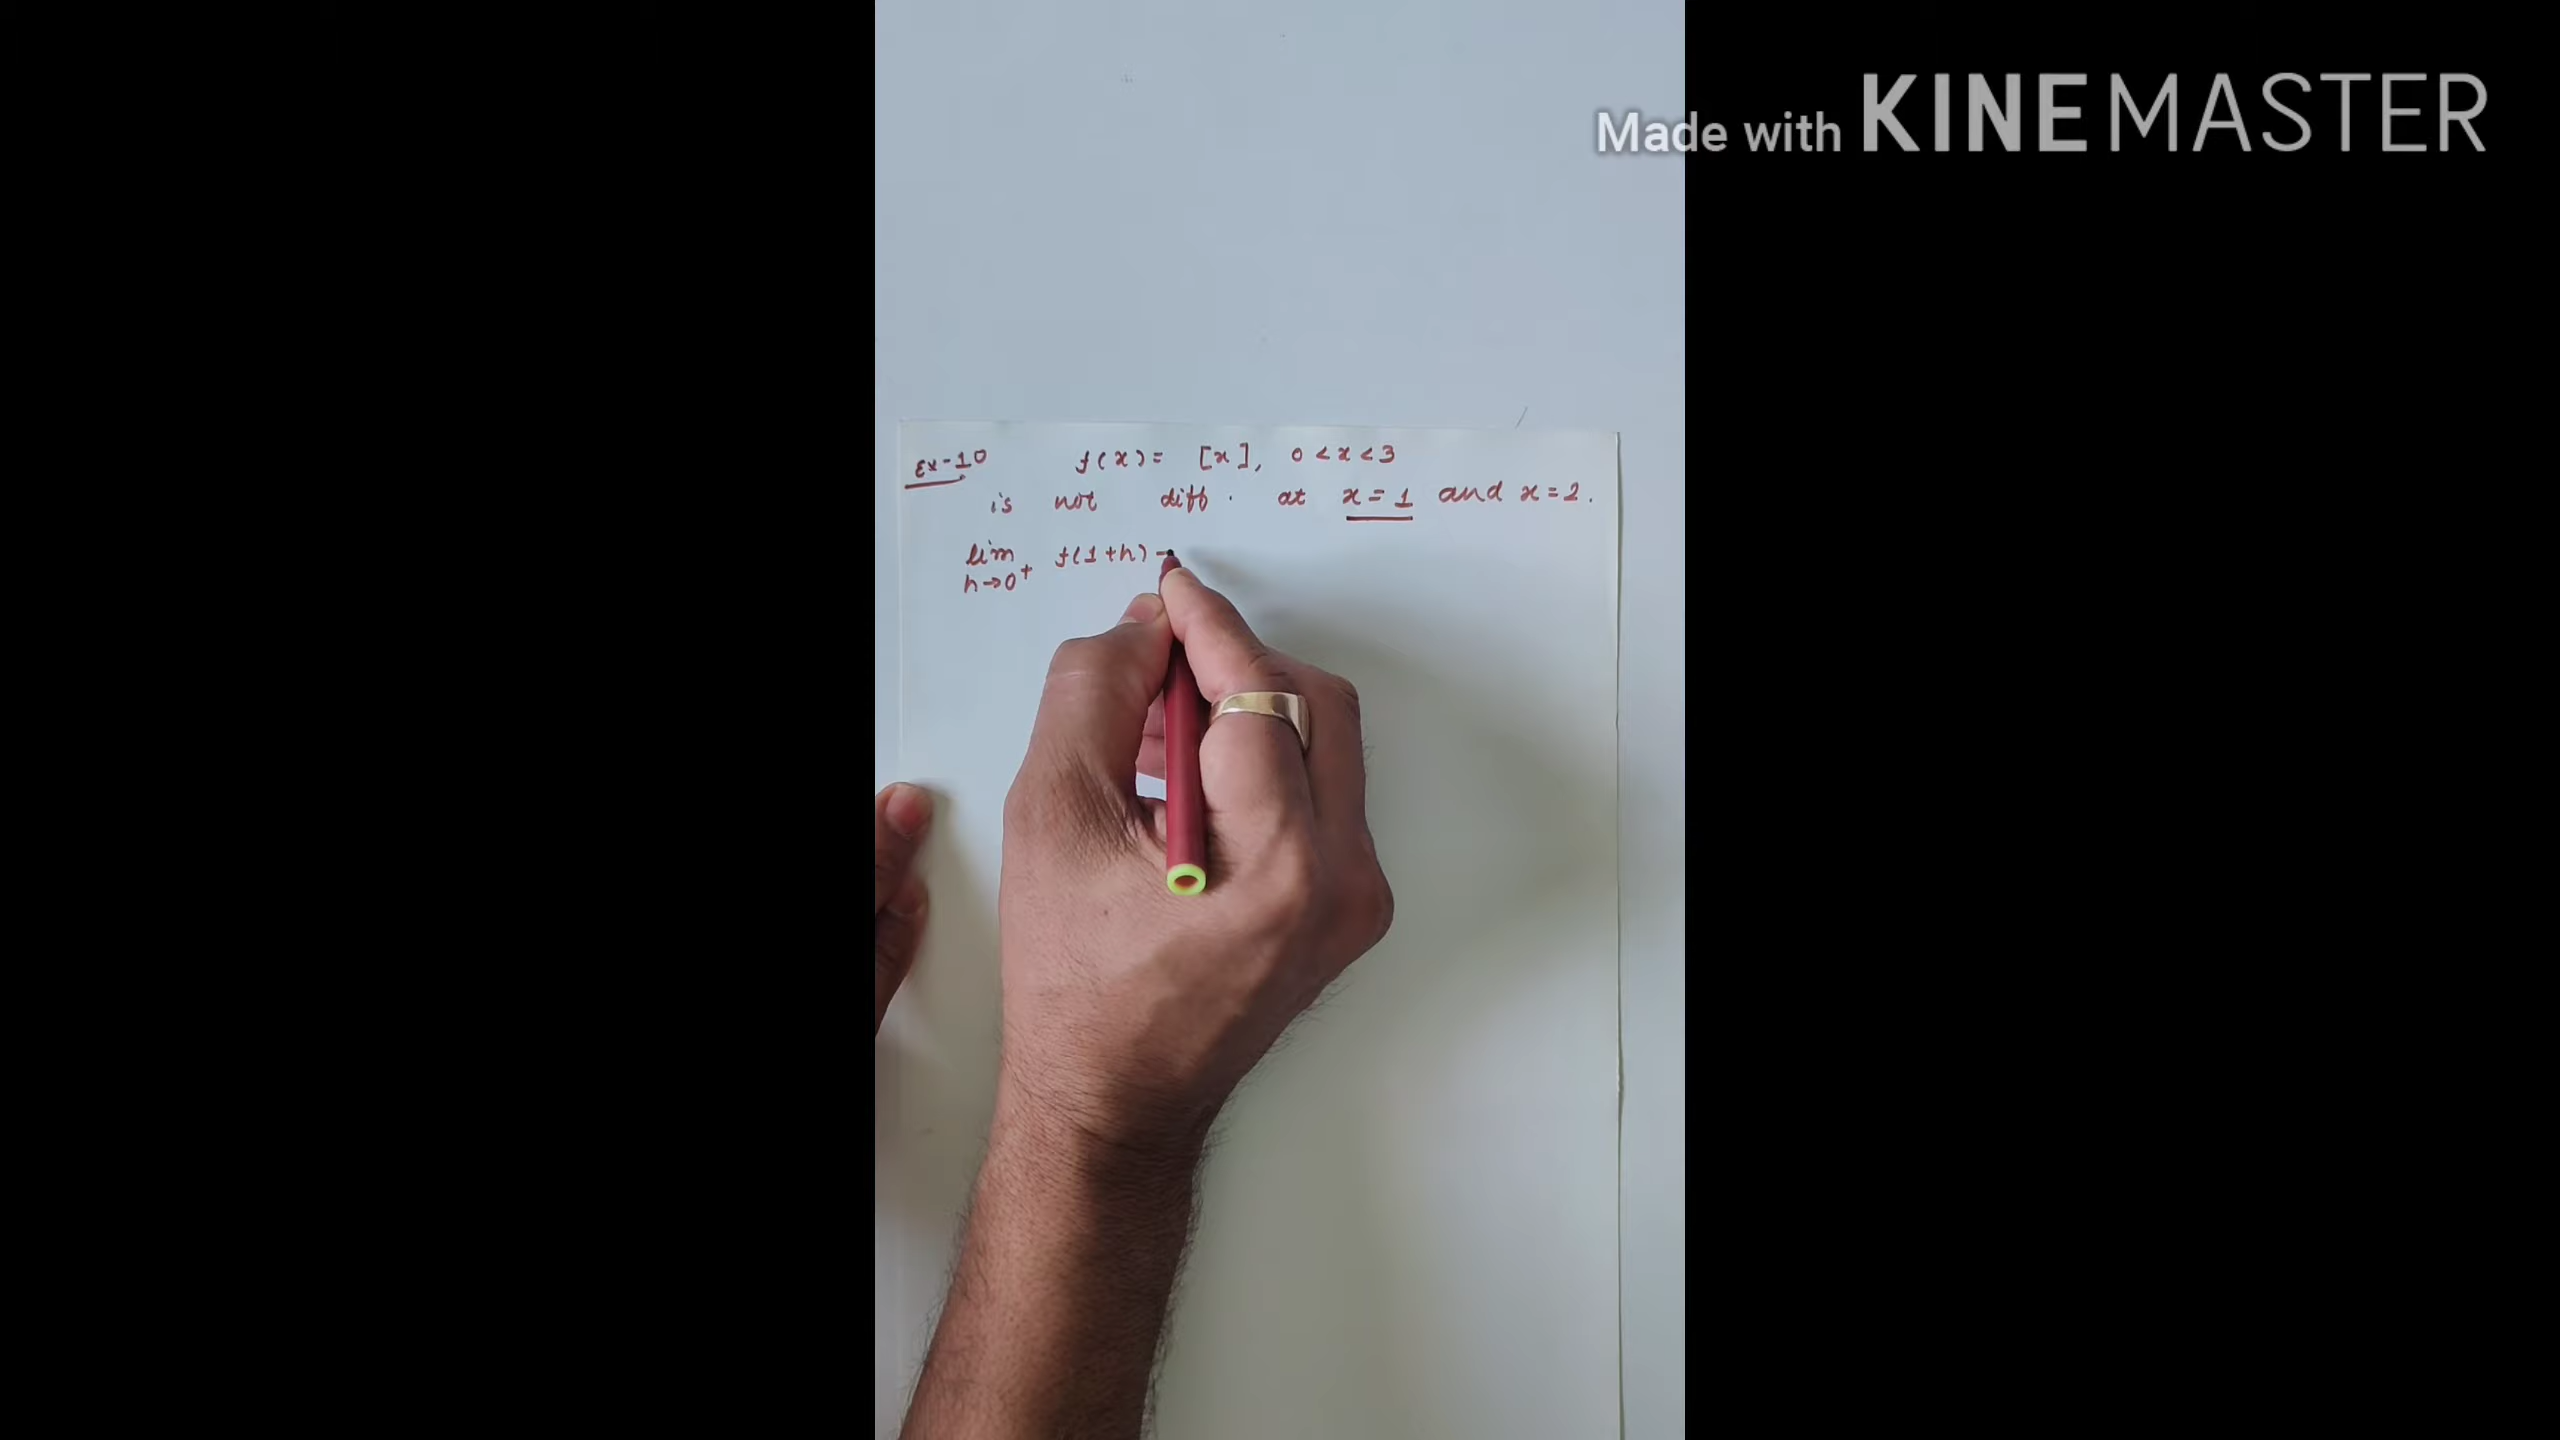 Made with KINEMASTER
Ex-10 f(x) = [x], 0 < x < 3
is not diff. at x = 1 and x = 2.
lim f(1+h) -
h→0+